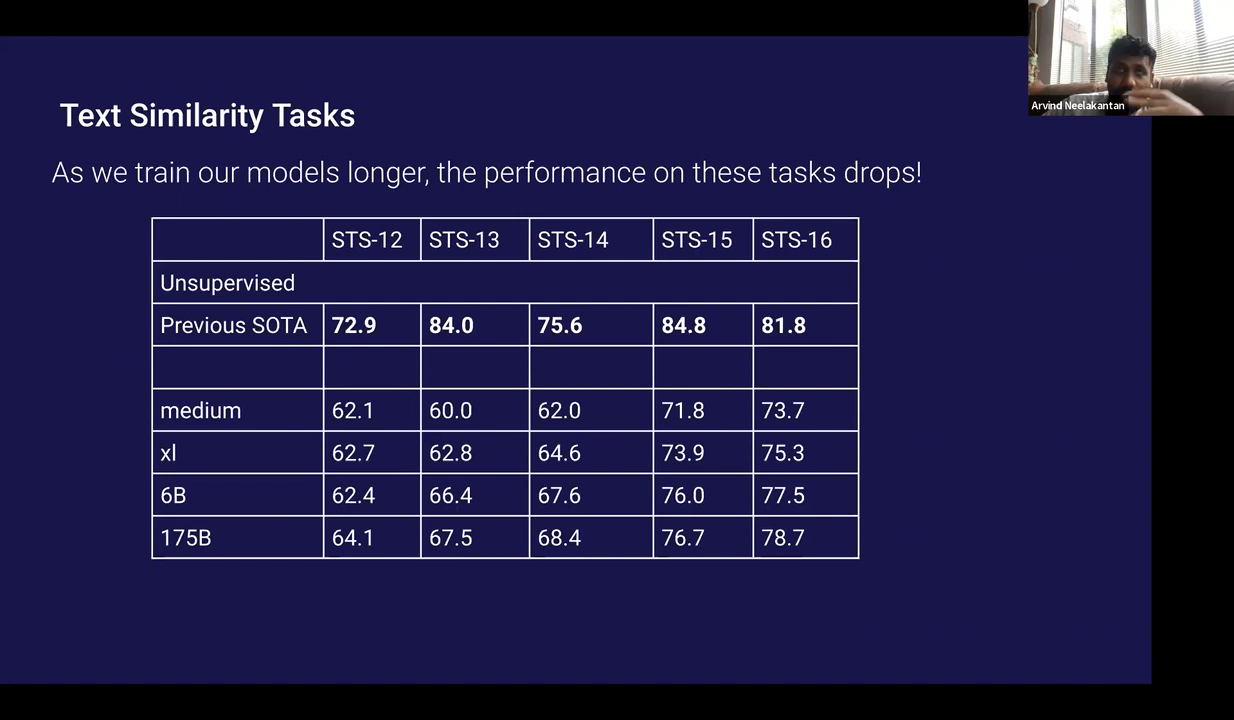 Arvind Neelakantan
Text Similarity Tasks
As we train our models longer, the performance on these tasks drops!
STS-12 STS-13 STS-14 STS-15 STS-16
Unsupervised
Previous SOTA 72.9 84.0 75.6 84.8 81.8
medium 62.1 60.0 62.0 71.8 73.7
xl 62.7 62.8 64.6 73.9 75.3
6B 62.4 66.4 67.6 76.0 77.5
175B 64.1 67.5 68.4 76.7 78.7